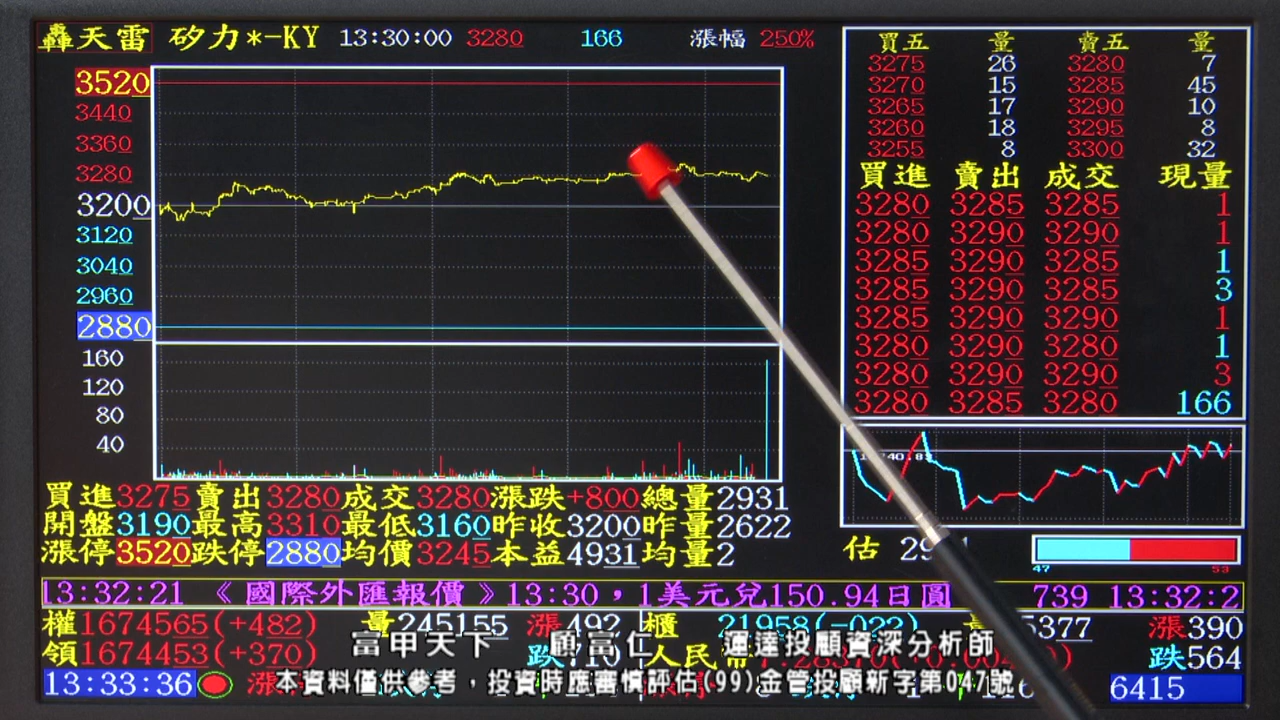 轟天雷 矽力*-KY 13:30:00 3280 166 漲幅 250%
買五 量 賣五 量
3275 26 3280 7
3270 15 3285 45
3265 17 3290 10
3260 18 3295 8
3255 8 3300 32
買進 賣出 成交 現量
3280 3285 3285 1
3280 3290 3290 1
3285 3290 3285 1
3285 3290 3285 3
3285 3290 3290 1
3280 3290 3280 1
3280 3290 3290 3
3280 3285 3280 166
3520
3440
3360
3280
3200
3120
3040
2960
2880
160
120
80
40
買進3275賣出3280成交3280漲跌+800總量2931
開盤3190最高3310最低3160昨收3200昨量2622
漲停3520跌停2880均價3245本益4931均量2
估
47 53
13:32:21 《國際外匯報價》13:30,1美元兌150.94日圓 739 13:32:2
權1674565(+482) 量245155 漲492 櫃 21958(-022) 5377 漲390
領1674453(+370) 跌710 人民幣 跌564
富甲天下 顧富仁 運達投顧資深分析師
13:33:36 6415
本資料僅供參考,投資時應審慎評估(99)金管投顧新字第047號